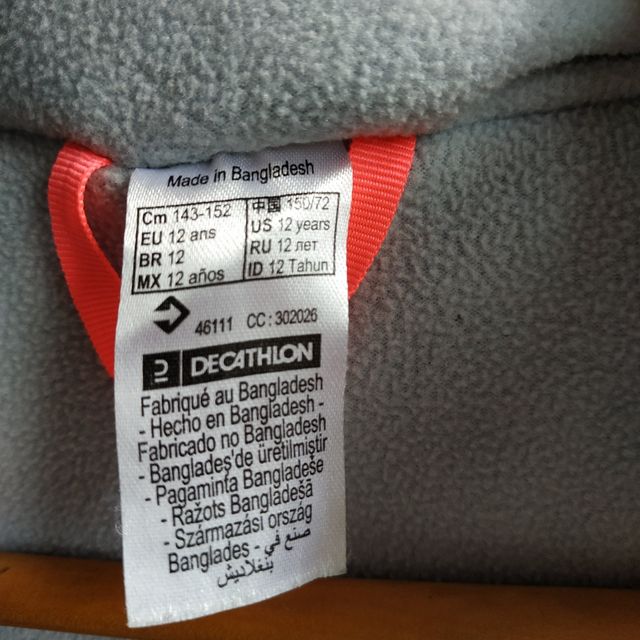 Made in Bangladesh
Cm 143-152 中国 150/72
EU 12 ans US 12 years
BR 12 RU 12 лет
MX 12 años ID 12 Tahun
46111 CC : 302026
DECATHLON
Fabriqué au Bangladesh
- Hecho en Bangladesh -
Fabricado no Bangladesh
- Bangladeş'de üretilmiştir
- Pagaminta Bangladeše
- Ražots Bangladešā
- Származási ország
Banglades - صنع في
بنغلاديش